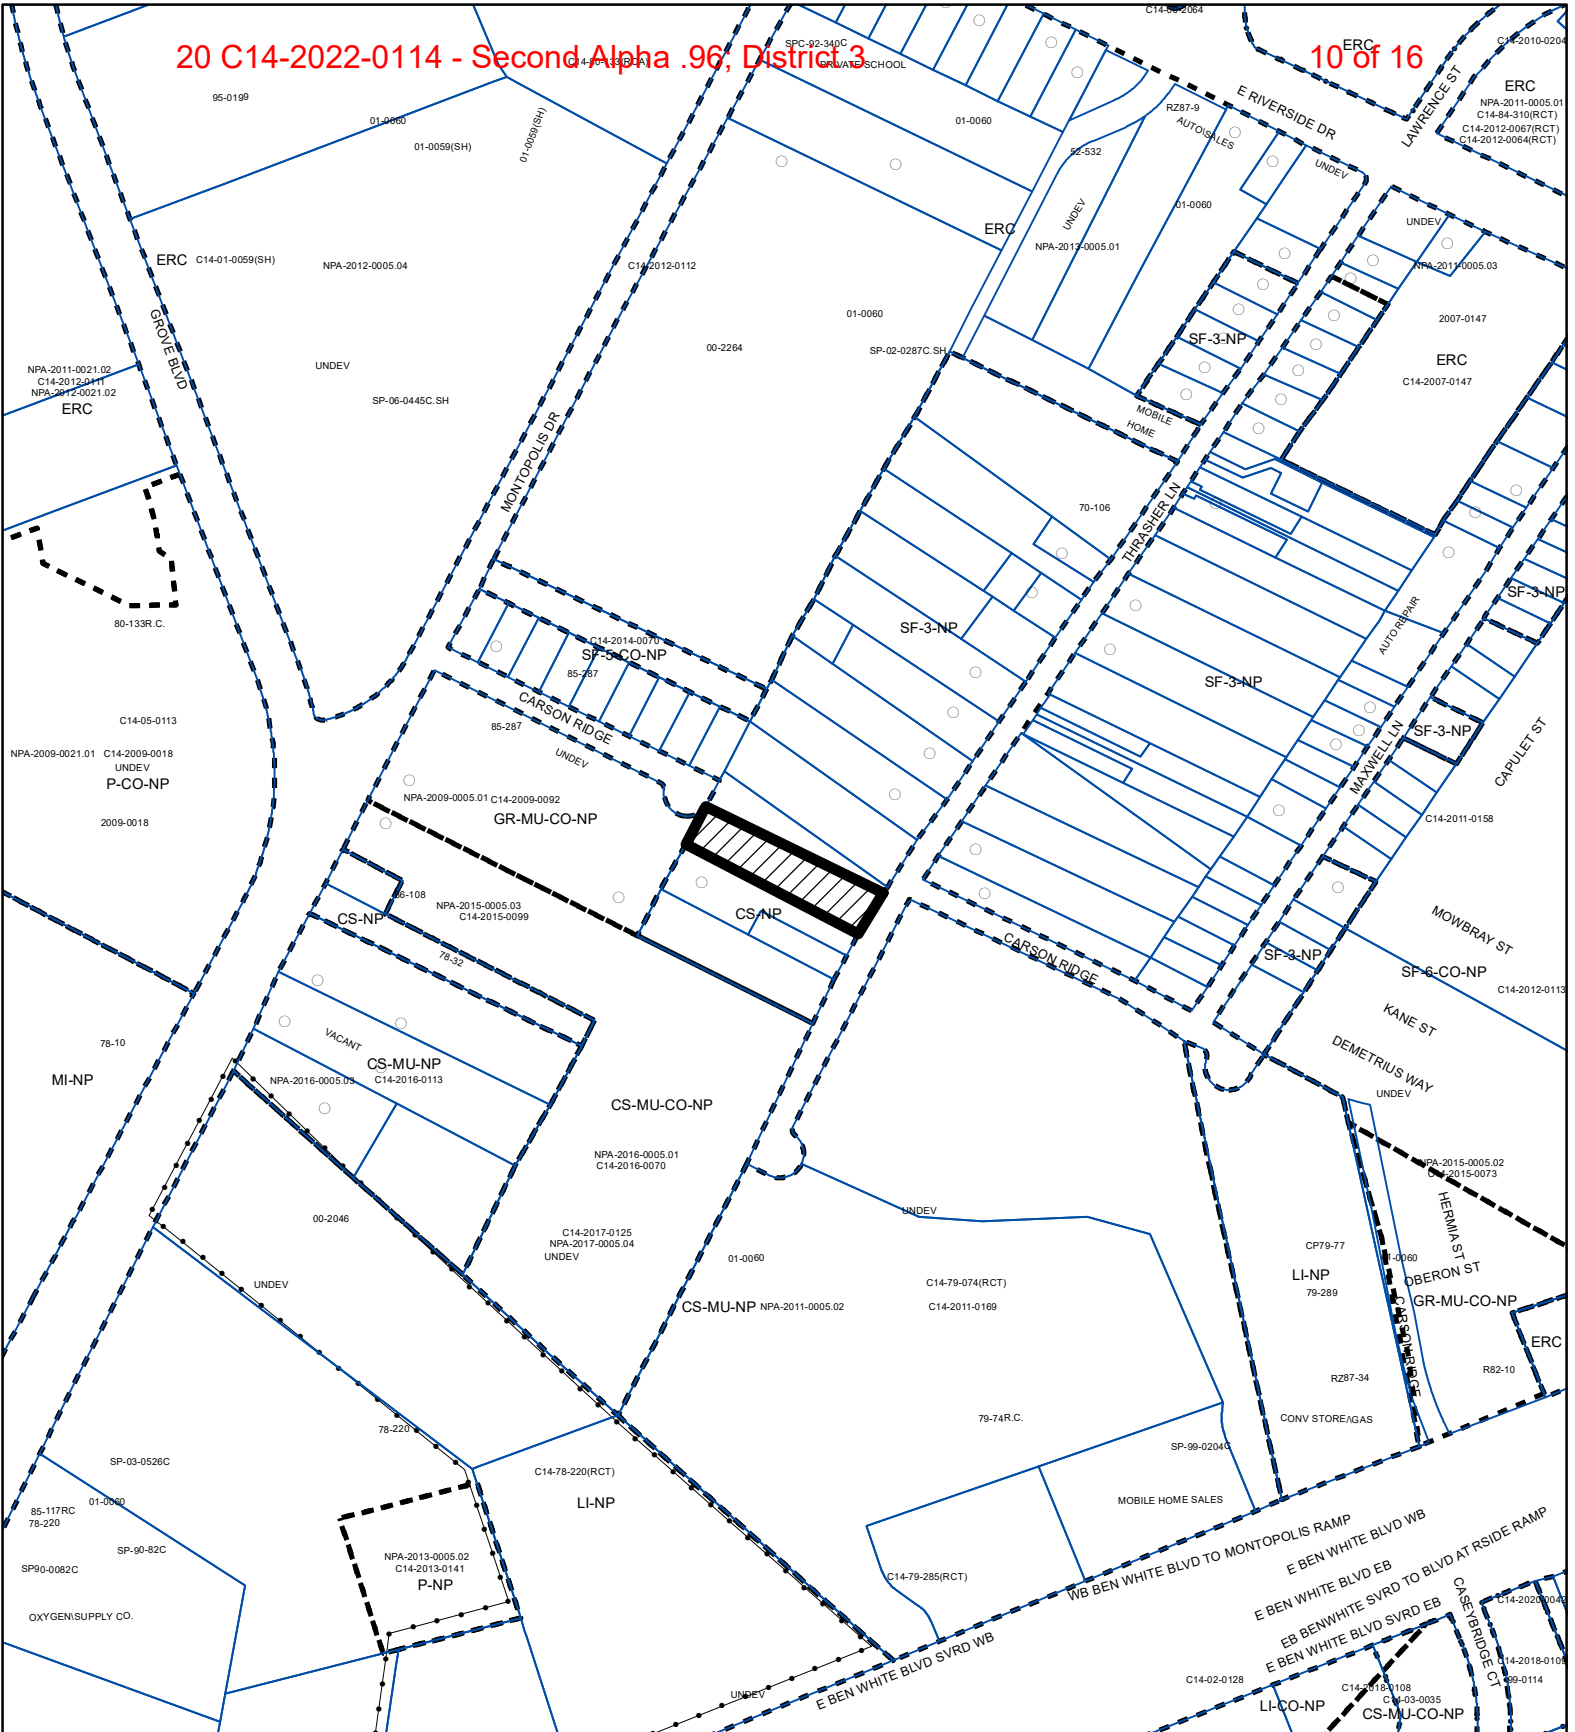 20 C14-2022-0114 - Second Alpha .96; District 3
10 of 16
C14-2010-0204
SPC-92-340C
PRIVATE SCHOOL
ERC
ERC
NPA-2011-0005.01
C14-84-310(RCT)
C14-2012-0067(RCT)
C14-2012-0064(RCT)
LAWRENCE ST
E RIVERSIDE DR
95-0199
01-0060
01-0059(SH)
01-0059(SH)
01-0060
RZ87-9
AUTO SALES
UNDEV
52-532
UNDEV
01-0060
NPA-2013-0005.01
ERC
UNDEV
NPA-2011-0005.03
ERC
C14-01-0059(SH)
NPA-2012-0005.04
C14-2012-0112
01-0060
2007-0147
GROVE BLVD
00-2264
SP-02-0287C.SH
SF-3-NP
ERC
C14-2007-0147
NPA-2011-0021.02
C14-2012-0111
NPA-2012-0021.02
ERC
UNDEV
SP-06-0445C.SH
MONTOPOLIS DR
MOBILE
HOME
THRASHER LN
70-106
80-133R.C.
SF-3-NP
SF-3-NP
AUTO REPAIR
C14-2014-0070
SF-5-CO-NP
85-287
SF-3-NP
CARSON RIDGE
85-287
UNDEV
C14-05-0113
NPA-2009-0021.01
C14-2009-0018
UNDEV
P-CO-NP
2009-0018
SF-3-NP
MAXWELL LN
CAPULET ST
NPA-2009-0005.01
C14-2009-0092
GR-MU-CO-NP
C14-2011-0158
86-108
NPA-2015-0005.03
C14-2015-0099
CS-NP
CS-NP
78-32
CARSON RIDGE
SF-3-NP
MOWBRAY ST
SF-6-CO-NP
C14-2012-0113
KANE ST
DEMETRIUS WAY
UNDEV
78-10
MI-NP
VACANT
CS-MU-NP
NPA-2016-0005.03
C14-2016-0113
CS-MU-CO-NP
NPA-2016-0005.01
C14-2016-0070
NPA-2015-0005.02
C14-2015-0073
HERMIA ST
00-2046
UNDEV
C14-2017-0125
NPA-2017-0005.04
UNDEV
UNDEV
01-0060
CP79-77
LI-NP
79-289
OBERON ST
GR-MU-CO-NP
CARSON RIDGE
UNDEV
C14-79-074(RCT)
C14-2011-0169
CS-MU-NP
NPA-2011-0005.02
ERC
RZ87-34
R82-10
CONV STORE/GAS
79-74R.C.
SP-99-0204C
78-220
SP-03-0526C
C14-78-220(RCT)
LI-NP
MOBILE HOME SALES
85-117RC
78-220
01-0060
SP-90-82C
SP90-0082C
OXYGEN SUPPLY CO.
NPA-2013-0005.02
C14-2013-0141
P-NP
C14-79-285(RCT)
WB BEN WHITE BLVD TO MONTOPOLIS RAMP
E BEN WHITE BLVD WB
E BEN WHITE BLVD EB
EB BENWHITE SVRD TO BLVD AT RSIDE RAMP
E BEN WHITE BLVD SVRD EB
E BEN WHITE BLVD SVRD WB
CASEYBRIDGE CT
UNDEV
C14-02-0128
C14-2018-0109
99-0114
C14-2018-0108
C14-03-0035
LI-CO-NP
CS-MU-CO-NP